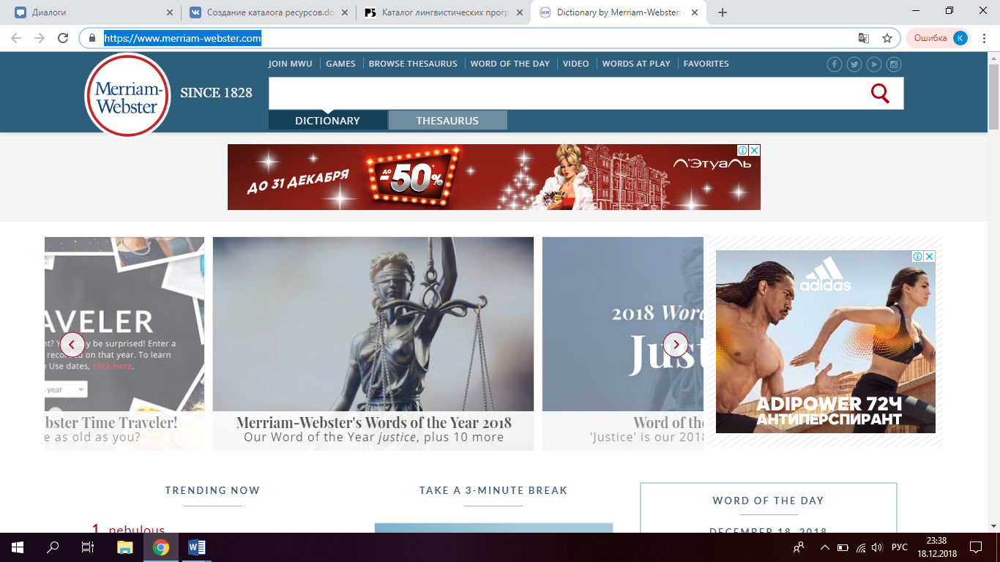 Диалоги
Создание каталога ресурсов.do
Каталог лингвистических прогр
Dictionary by Merriam-Webster:
https://www.merriam-webster.com
Ошибка
К
JOIN MWU
GAMES
BROWSE THESAURUS
WORD OF THE DAY
VIDEO
WORDS AT PLAY
FAVORITES
Merriam-
Webster
SINCE 1828
DICTIONARY
THESAURUS
ДО 31 ДЕКАБРЯ
ДО
-50%*
Л'ЭТУАЛЬ
AVELER
nt? You may be surprised! Enter a
recorded on that year. To learn
Use dates, click here.
year
bster Time Traveler!
e as old as you?
Merriam-Webster's Words of the Year 2018
Our Word of the Year justice, plus 10 more
2018 Wor
Just
Word of the
'Justice' is our 2018
adidas
ADIPOWER 72Ч
АНТИПЕРСПИРАНТ
TRENDING NOW
1 nebulous
TAKE A 3-MINUTE BREAK
WORD OF THE DAY
DECEMBER 18, 2018
РУС
23:38
18.12.2018